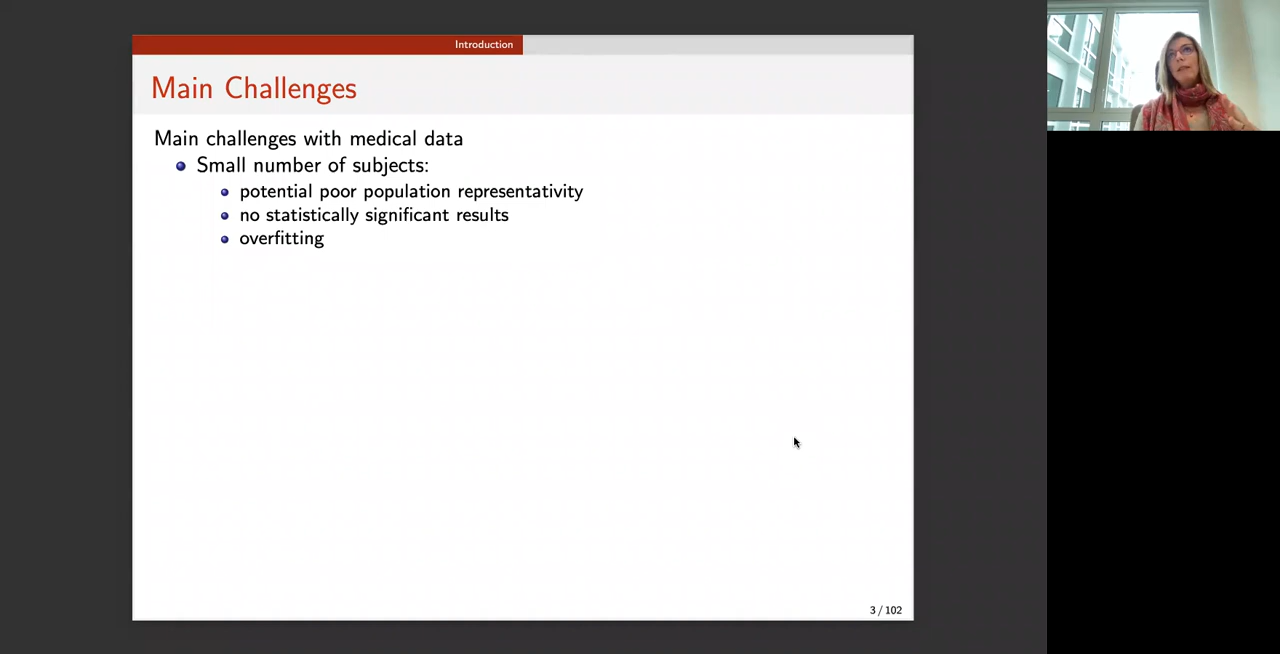 Introduction
Main Challenges
Main challenges with medical data
Small number of subjects:
potential poor population representativity
no statistically significant results
overfitting
3 / 102